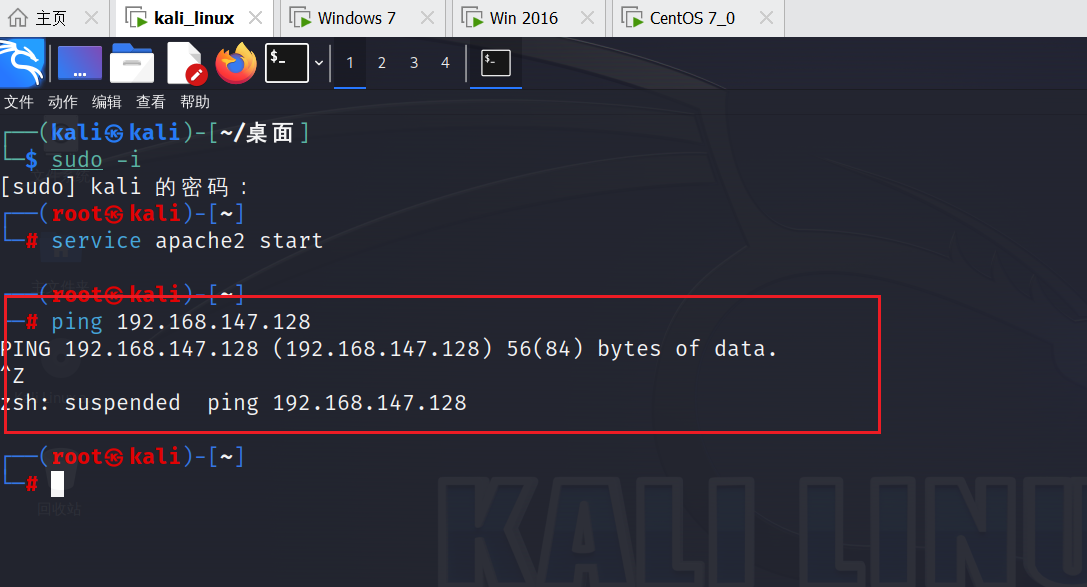 主页 kali_linux Windows 7 Win 2016 CentOS 7_0
$- 1 2 3 4 $-
文件 动作 编辑 查看 帮助
┌──(kali㉿kali)-[~/桌面]
└─$ sudo -i
[sudo] kali 的密码：
┌──(root㉿kali)-[~]
└─# service apache2 start
┌──(root㉿kali)-[~]
└─# ping 192.168.147.128
PING 192.168.147.128 (192.168.147.128) 56(84) bytes of data.
^Z
zsh: suspended  ping 192.168.147.128
┌──(root㉿kali)-[~]
└─#
回收站
KALI LINU